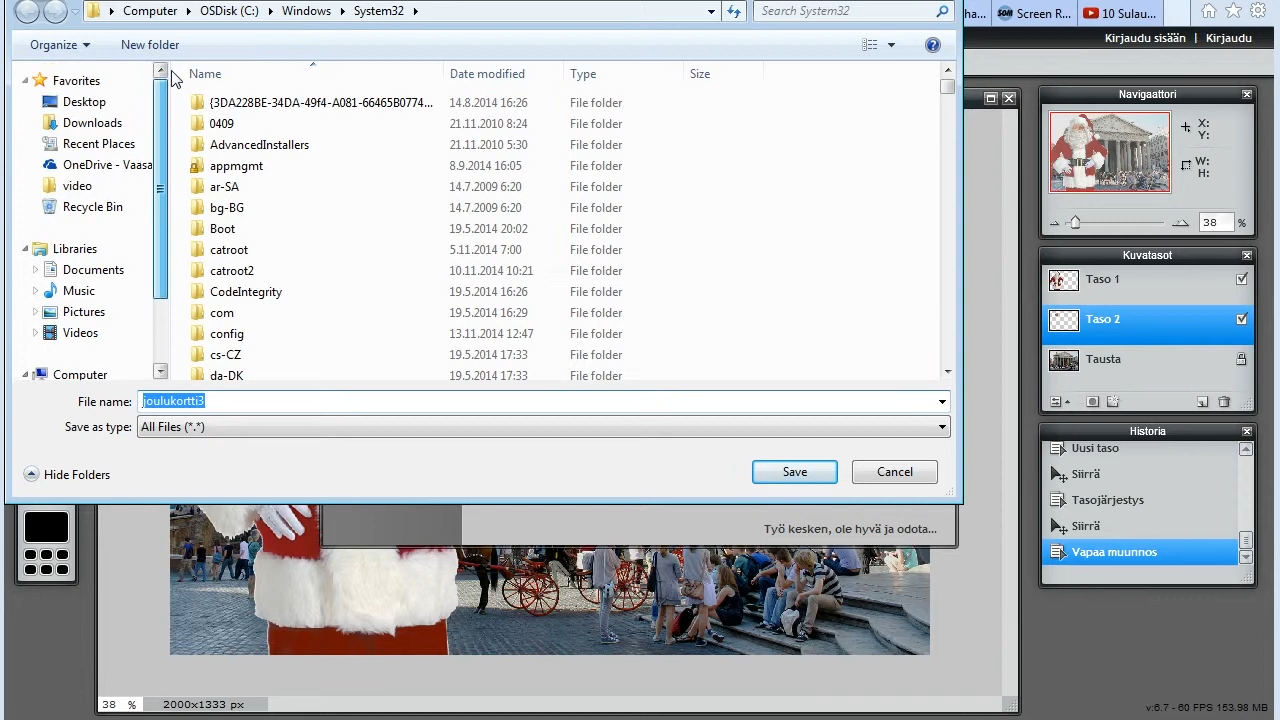 Computer ▸ OSDisk (C:) ▸ Windows ▸ System32 ▸
Search System32
ha...
SOM Screen R...
10 Sulau...
Kirjaudu sisään | Kirjaudu
Organize
New folder
Name
Date modified
Type
Size
Favorites
Desktop
Downloads
Recent Places
OneDrive - Vaasa
video
Recycle Bin
Libraries
Documents
Music
Pictures
Videos
Computer
{3DA228BE-34DA-49f4-A081-66465B0774... 14.8.2014 16:26 File folder
0409 21.11.2010 8:24 File folder
AdvancedInstallers 21.11.2010 5:30 File folder
appmgmt 8.9.2014 16:05 File folder
ar-SA 14.7.2009 6:20 File folder
bg-BG 14.7.2009 6:20 File folder
Boot 19.5.2014 20:02 File folder
catroot 5.11.2014 7:00 File folder
catroot2 10.11.2014 10:21 File folder
CodeIntegrity 19.5.2014 16:26 File folder
com 19.5.2014 16:29 File folder
config 13.11.2014 12:47 File folder
cs-CZ 19.5.2014 17:33 File folder
da-DK 19.5.2014 17:33 File folder
File name: joulukortti3
Save as type: All Files (*.*)
Hide Folders
Save
Cancel
Työ kesken, ole hyvä ja odota...
38 % 2000x1333 px
Navigaattori
X:
Y:
W:
H:
38 %
Kuvatasot
Taso 1
Taso 2
Tausta
Historia
Uusi taso
Siirrä
Tasojärjestys
Siirrä
Vapaa muunnos
v:6.7 - 60 FPS 153.98 MB